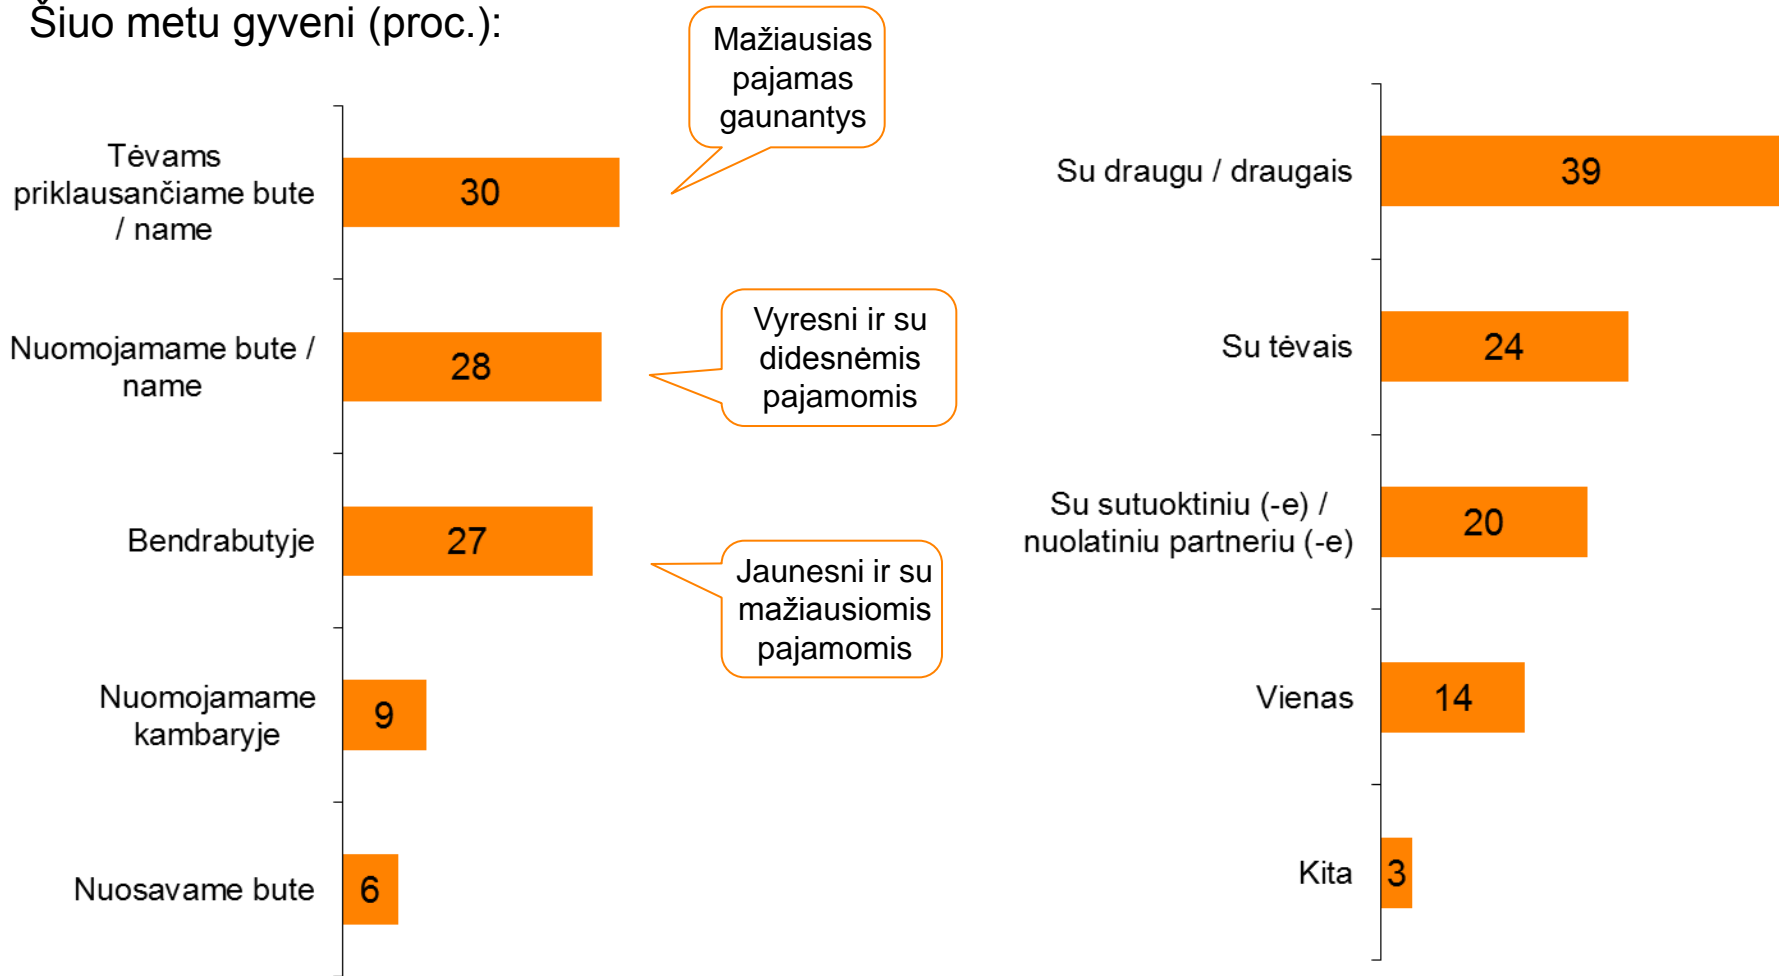 Šiuo metu gyveni (proc.):
Mažiausias
pajamas
gaunantys
Tėvams
priklausančiame bute
/ name
30
Nuomojamame bute /
name
28
Vyresni ir su
didesnėmis
pajamomis
Bendrabutyje
27
Jaunesni ir su
mažiausiomis
pajamomis
Nuomojamame
kambaryje
9
Nuosavame bute
6
Su draugu / draugais
39
Su tėvais
24
Su sutuoktiniu (-e) /
nuolatiniu partneriu (-e)
20
Vienas
14
Kita
3